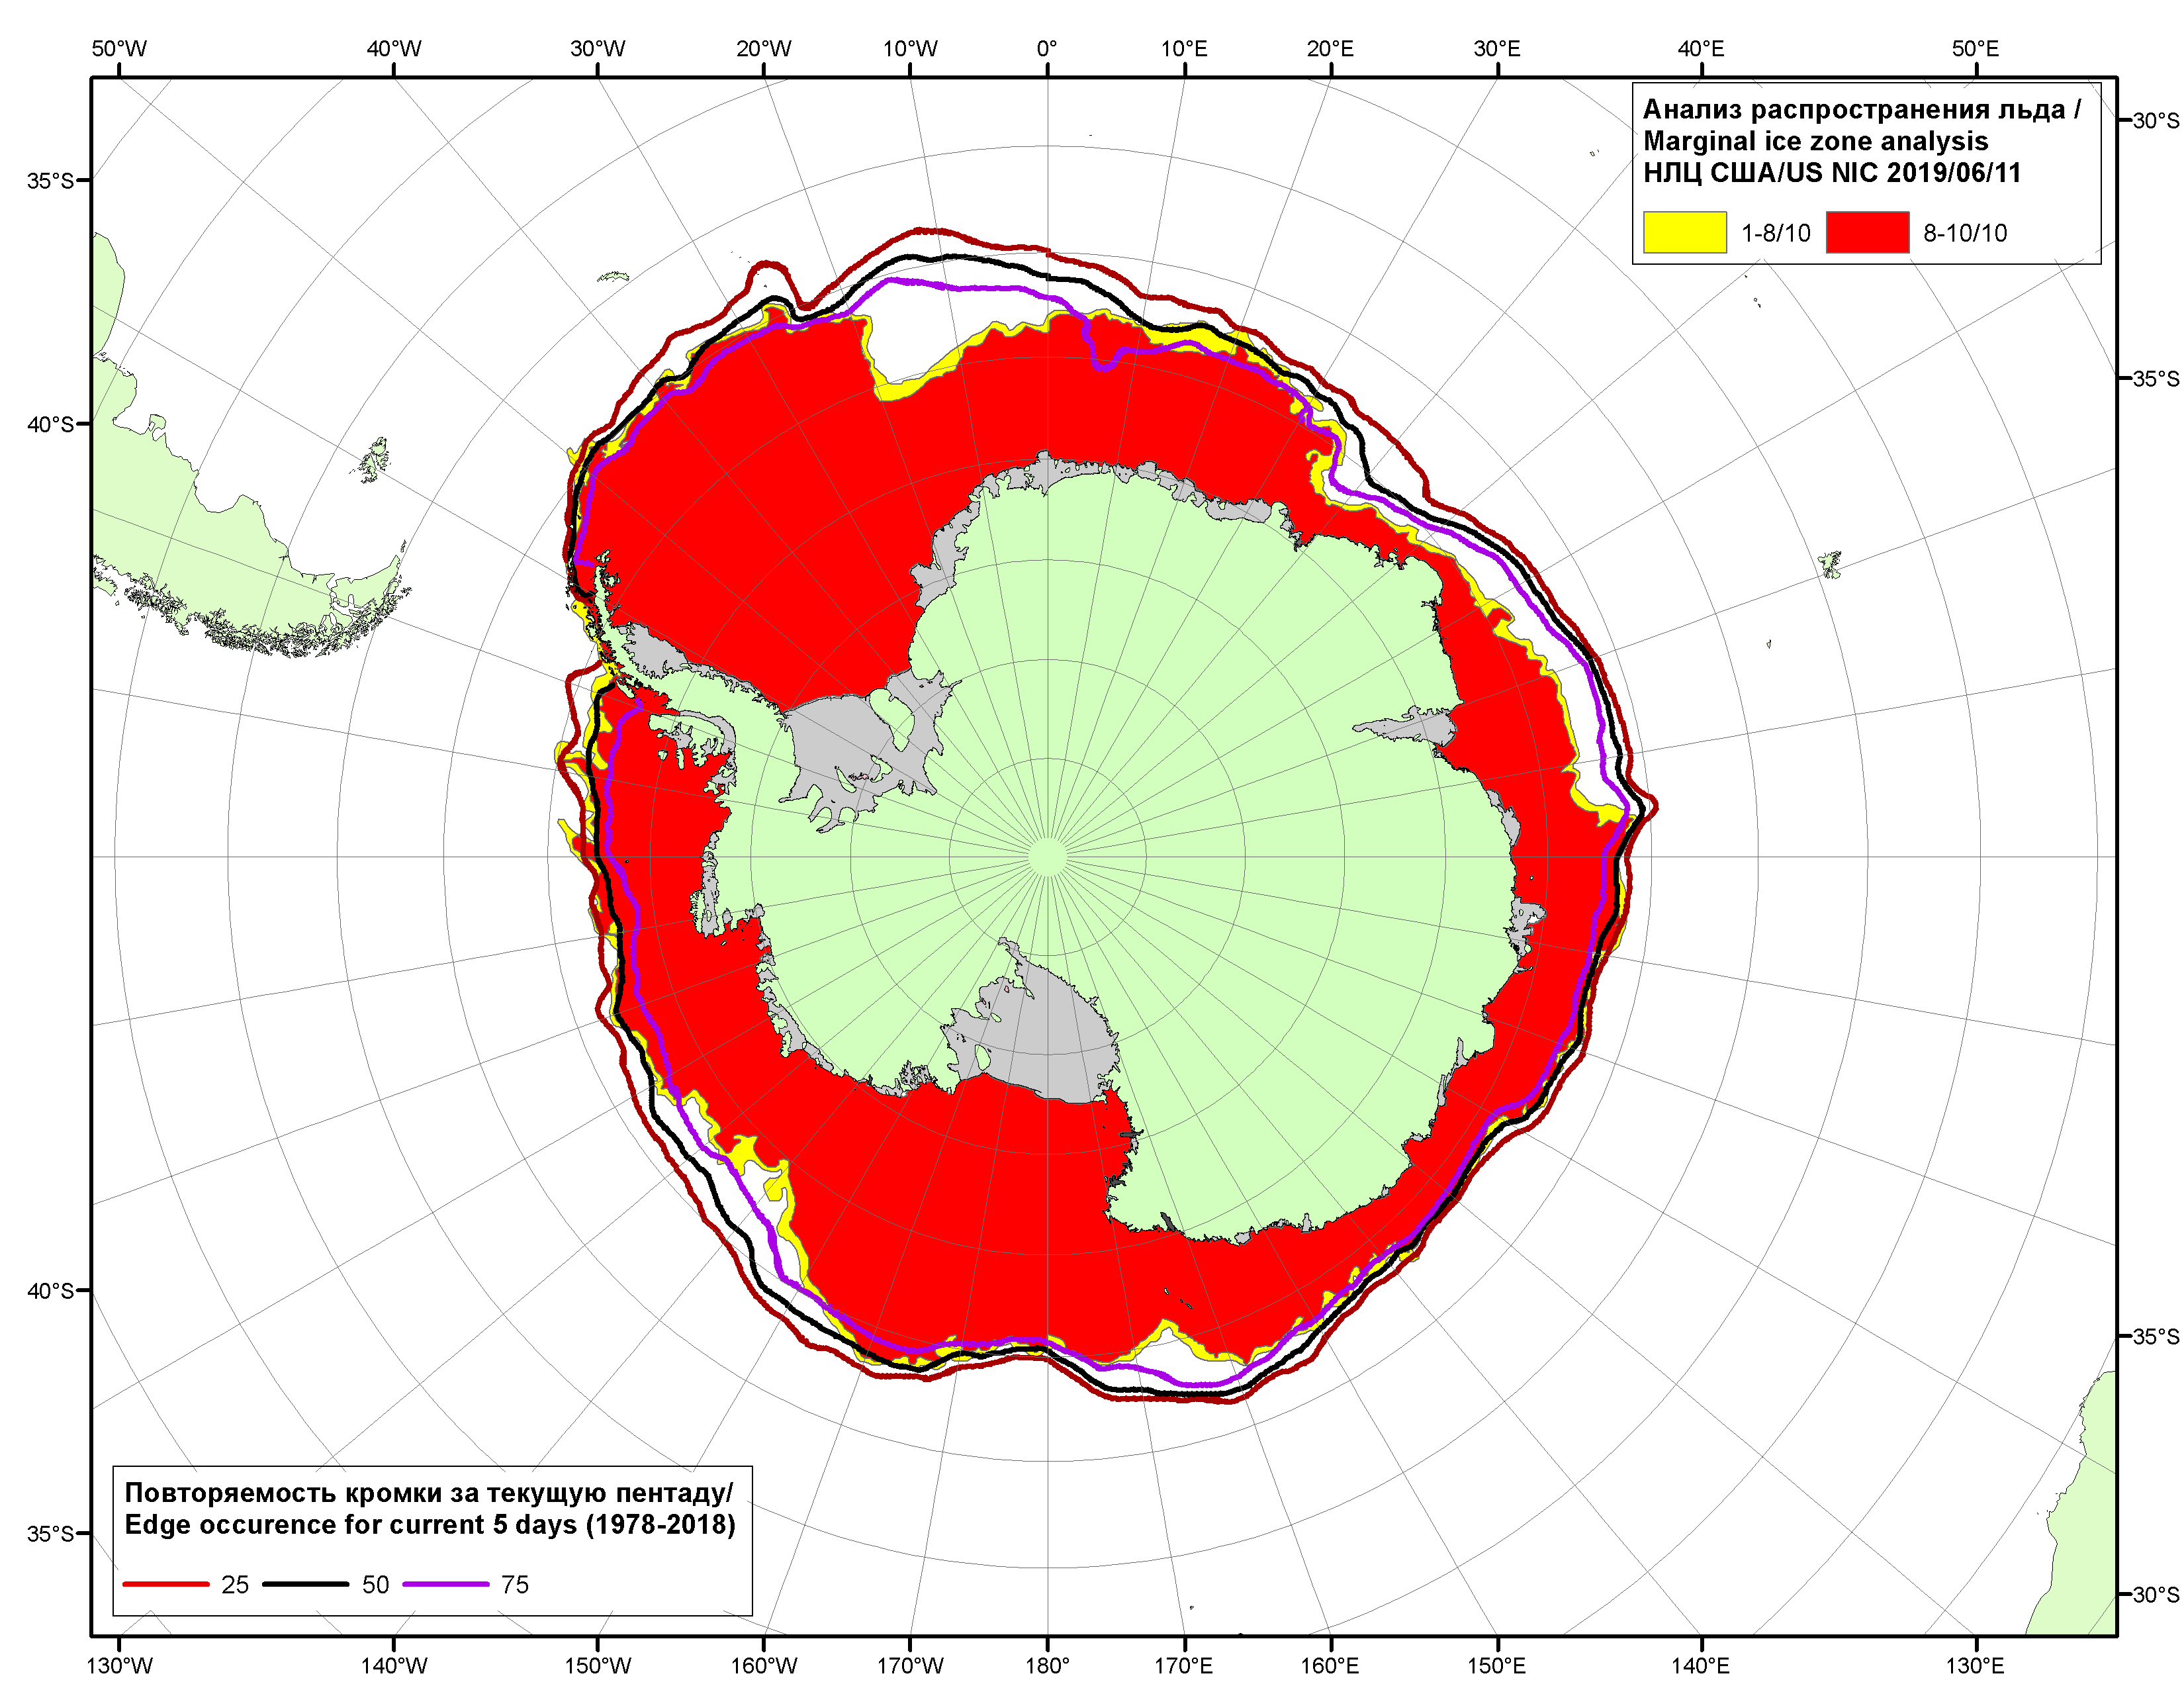 50°W 40°W 30°W 20°W 10°W 0° 10°E 20°E 30°E 40°E 50°E
Анализ распространения льда /
Marginal ice zone analysis
НЛЦ США/US NIC 2019/06/11
1-8/10 8-10/10
30°S
35°S
35°S
40°S
40°S
35°S
35°S
30°S
Повторяемость кромки за текущую пентаду/
Edge occurence for current 5 days (1978-2018)
25 50 75
130°W 140°W 150°W 160°W 170°W 180° 170°E 160°E 150°E 140°E 130°E